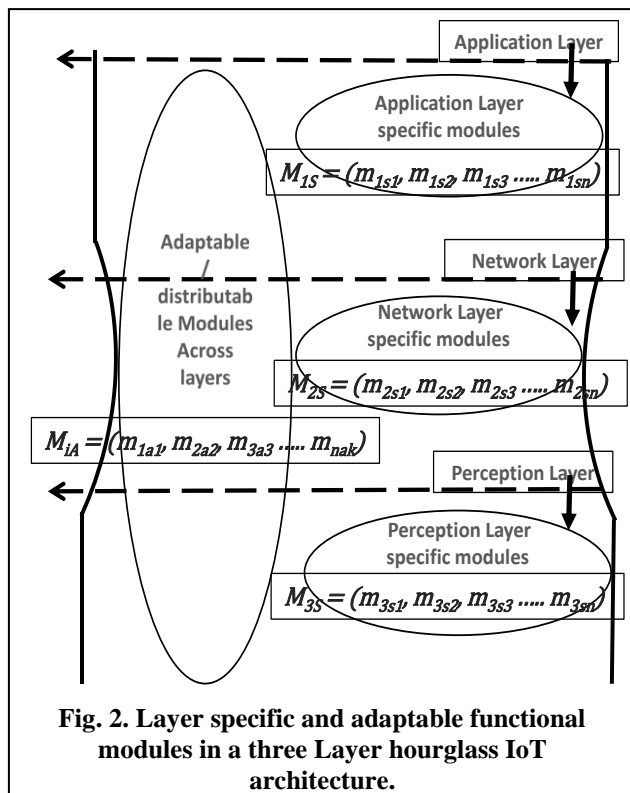 Application Layer
Application Layer
specific modules
M1S = (m1s1, m1s2, m1s3 ..... m1sn)
Adaptable
/
distributab
le Modules
Across
layers
Network Layer
Network Layer
specific modules
M2S = (m2s1, m2s2, m2s3 ..... m2sn)
MiA = (m1a1, m2a2, m3a3 ..... mnak)
Perception Layer
Perception Layer
specific modules
M3S = (m3s1, m3s2, m3s3 ..... m3sn)
Fig. 2. Layer specific and adaptable functional
modules in a three Layer hourglass IoT
architecture.